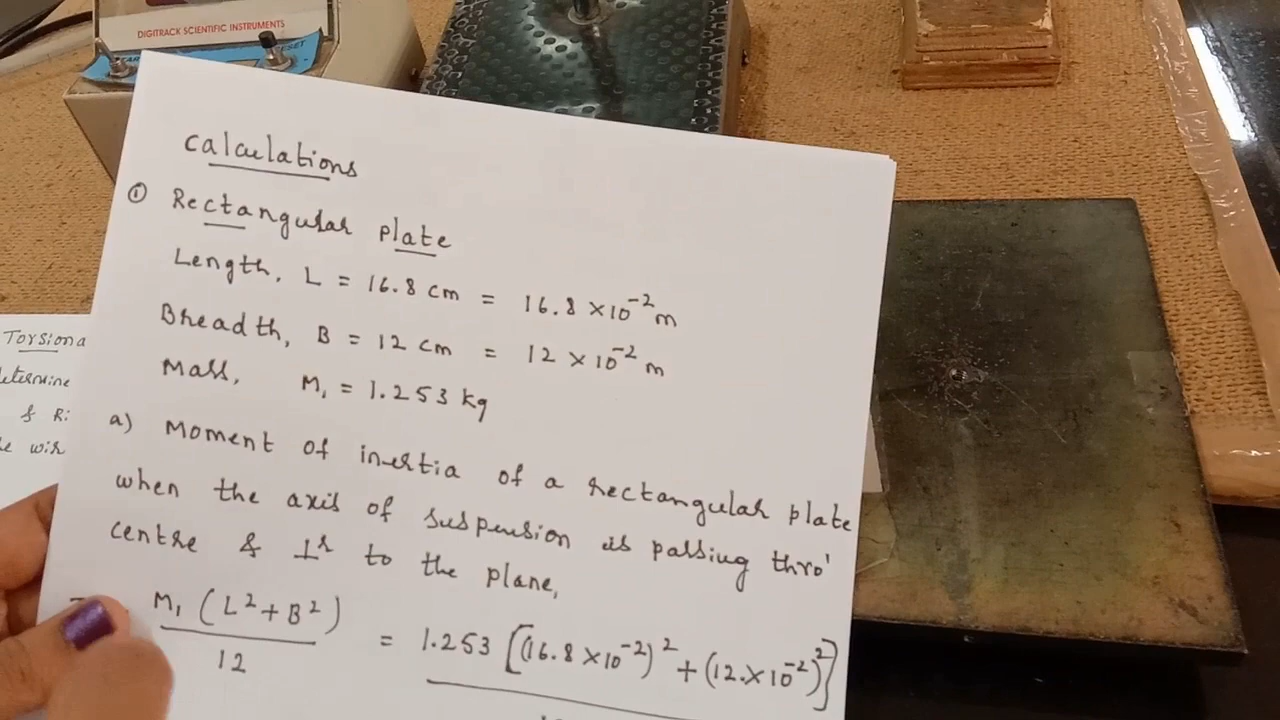 DIGITRACK SCIENTIFIC INSTRUMENTS
Calculations
① Rectangular plate
Length, L = 16.8 cm = 16.8 × 10⁻² m
Breadth, B = 12 cm = 12 × 10⁻² m
Mass, M₁ = 1.253 kg
a) Moment of inertia of a rectangular plate
when the axis of suspension is passing thro'
centre & ⊥ʳ to the plane,
M₁ (L² + B²) / 12 = 1.253 [(16.8 × 10⁻²)² + (12. × 10⁻²)²]
Torsiona
etermine
& R: